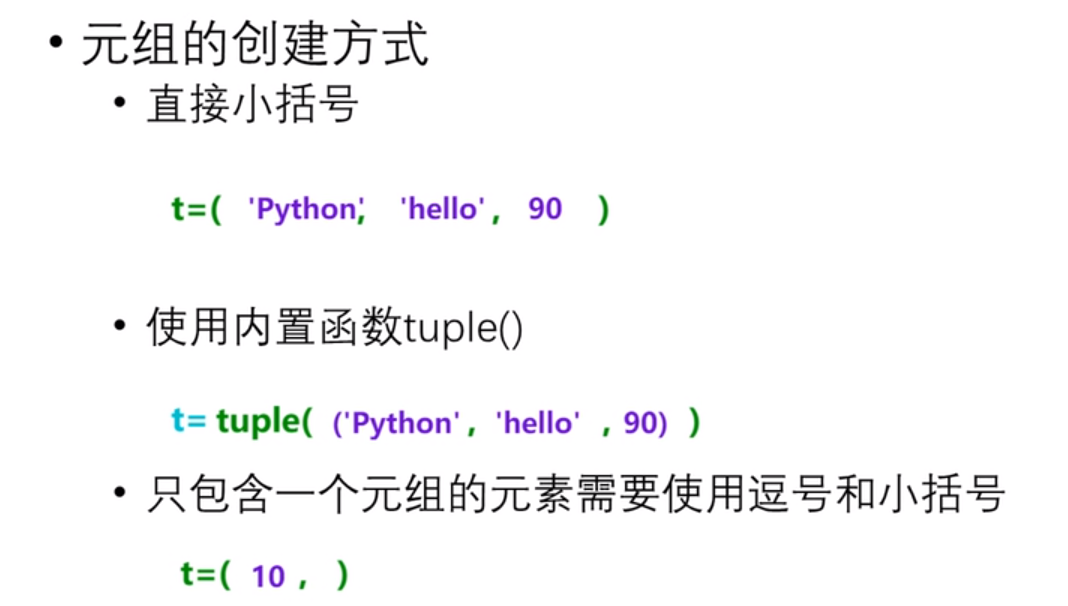 • 元组的创建方式
• 直接小括号
t=( 'Python', 'hello', 90 )
• 使用内置函数tuple()
t= tuple( ('Python' , 'hello' , 90) )
• 只包含一个元组的元素需要使用逗号和小括号
t=( 10 , )